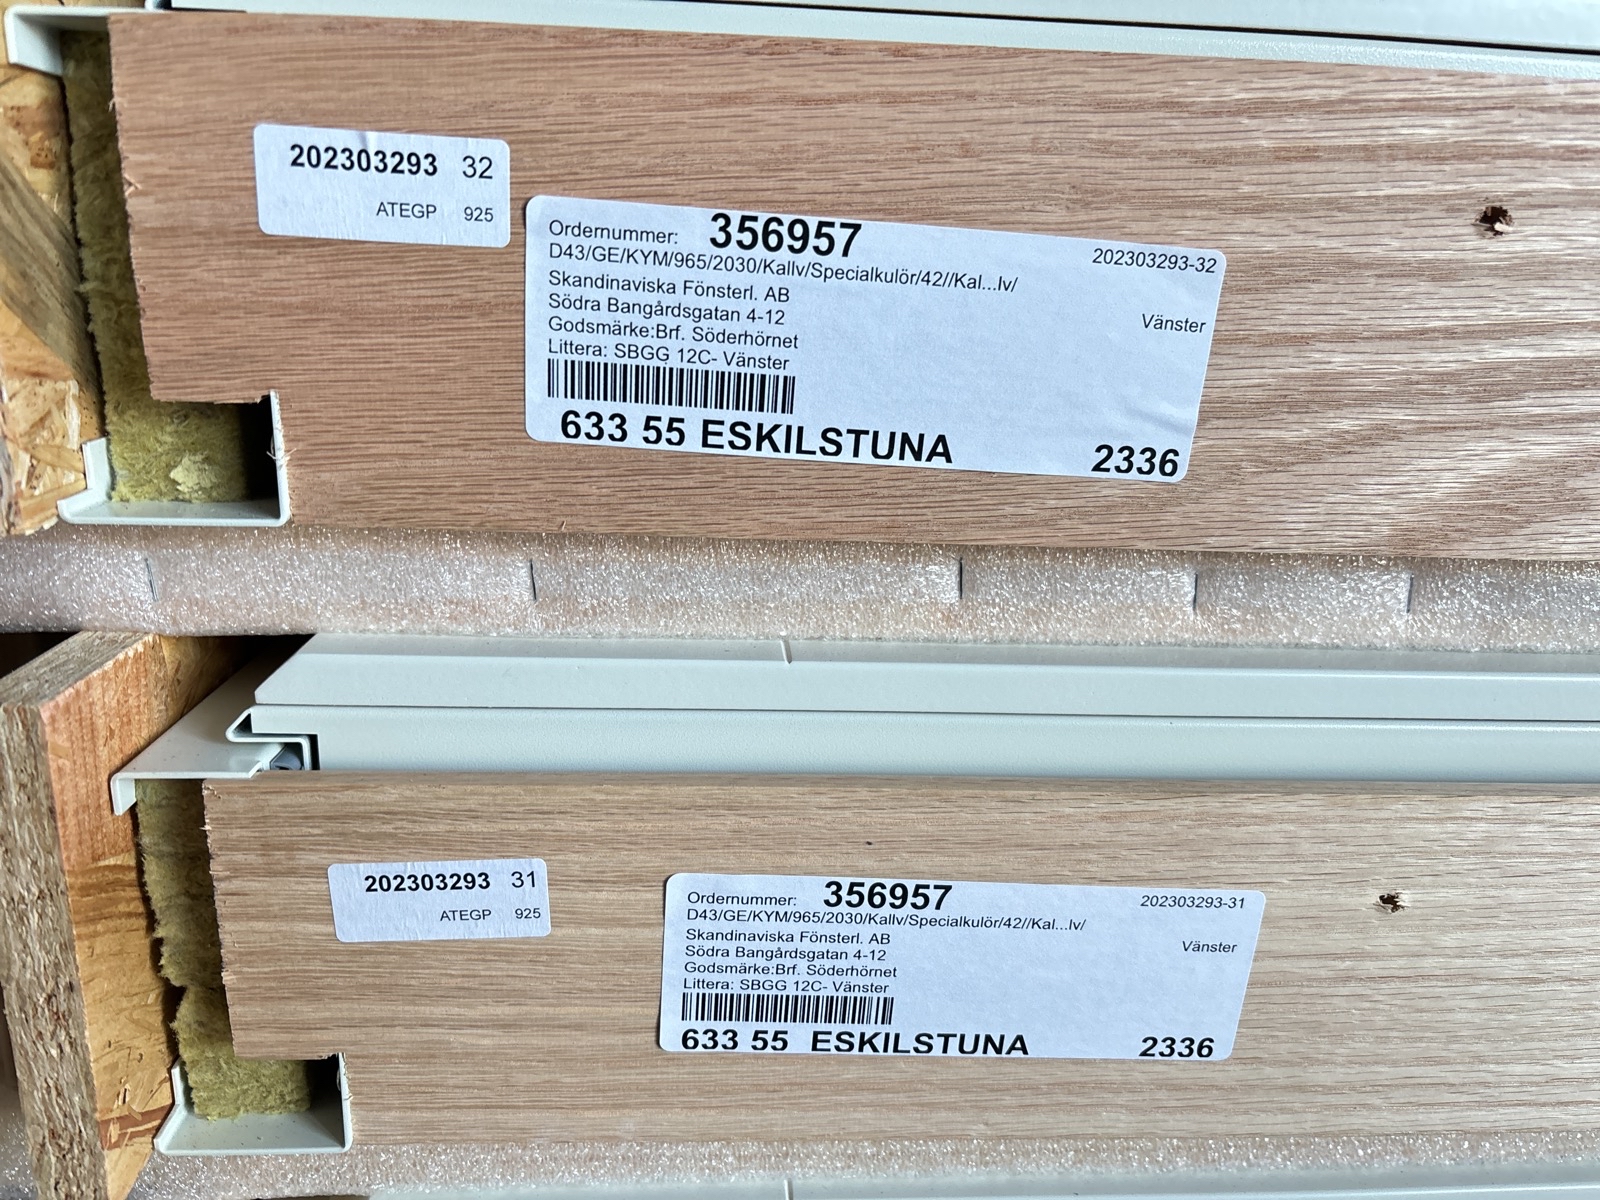 202303293 32
ATEGP 925
Ordernummer: 356957 202303293-32
D43/GE/KYM/965/2030/Kallv/Specialkulör/42//Kal...lv/
Skandinaviska Fönsterl. AB
Södra Bangårdsgatan 4-12 Vänster
Godsmärke:Brf. Söderhörnet
Littera: SBGG 12C- Vänster
633 55 ESKILSTUNA 2336
202303293 31
ATEGP 925
Ordernummer: 356957 202303293-31
D43/GE/KYM/965/2030/Kallv/Specialkulör/42//Kal...lv/
Skandinaviska Fönsterl. AB Vänster
Södra Bangårdsgatan 4-12
Godsmärke:Brf. Söderhörnet
Littera: SBGG 12C- Vänster
633 55 ESKILSTUNA 2336